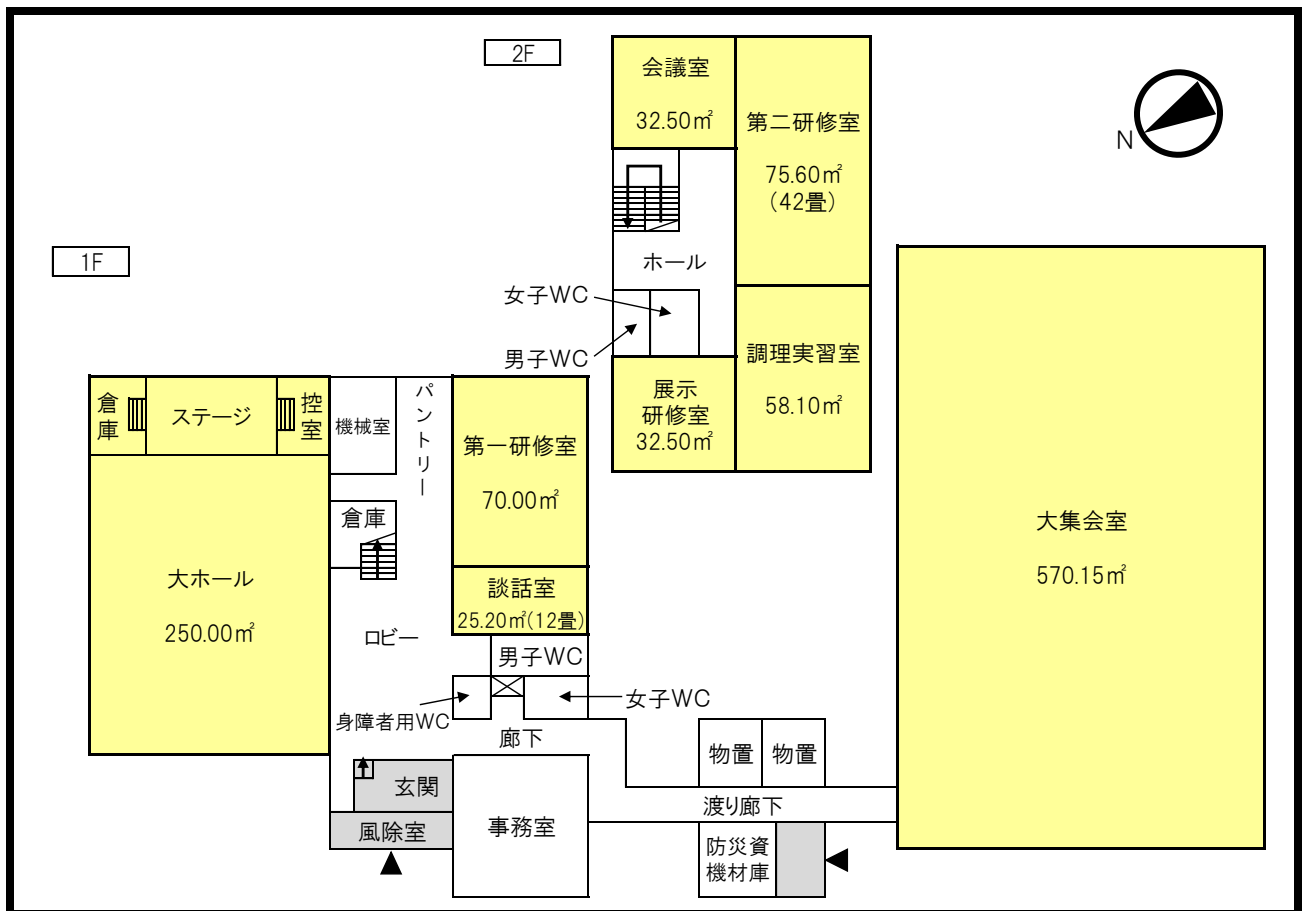 2F
会議室
32.50㎡
第二研修室
75.60㎡
(42畳)
N
ホール
女子WC
男子WC
調理実習室
58.10㎡
展示
研修室
32.50㎡
1F
倉庫
ステージ
控室
機械室
パントリー
第一研修室
70.00㎡
倉庫
大ホール
250.00㎡
談話室
25.20㎡(12畳)
ロビー
男子WC
女子WC
身障者用WC
廊下
玄関
風除室
事務室
物置
物置
渡り廊下
防災資
機材庫
大集会室
570.15㎡